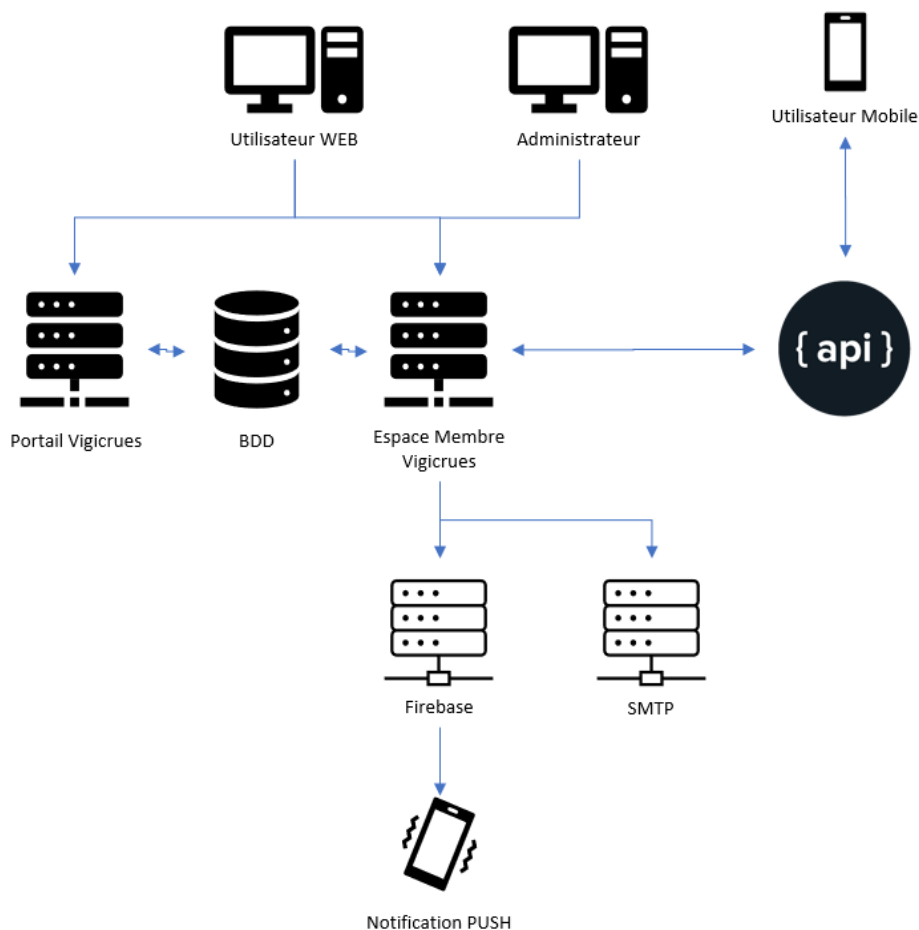 Utilisateur WEB
Administrateur
Utilisateur Mobile
{ api }
Portail Vigicrues
BDD
Espace Membre
Vigicrues
Firebase
SMTP
Notification PUSH